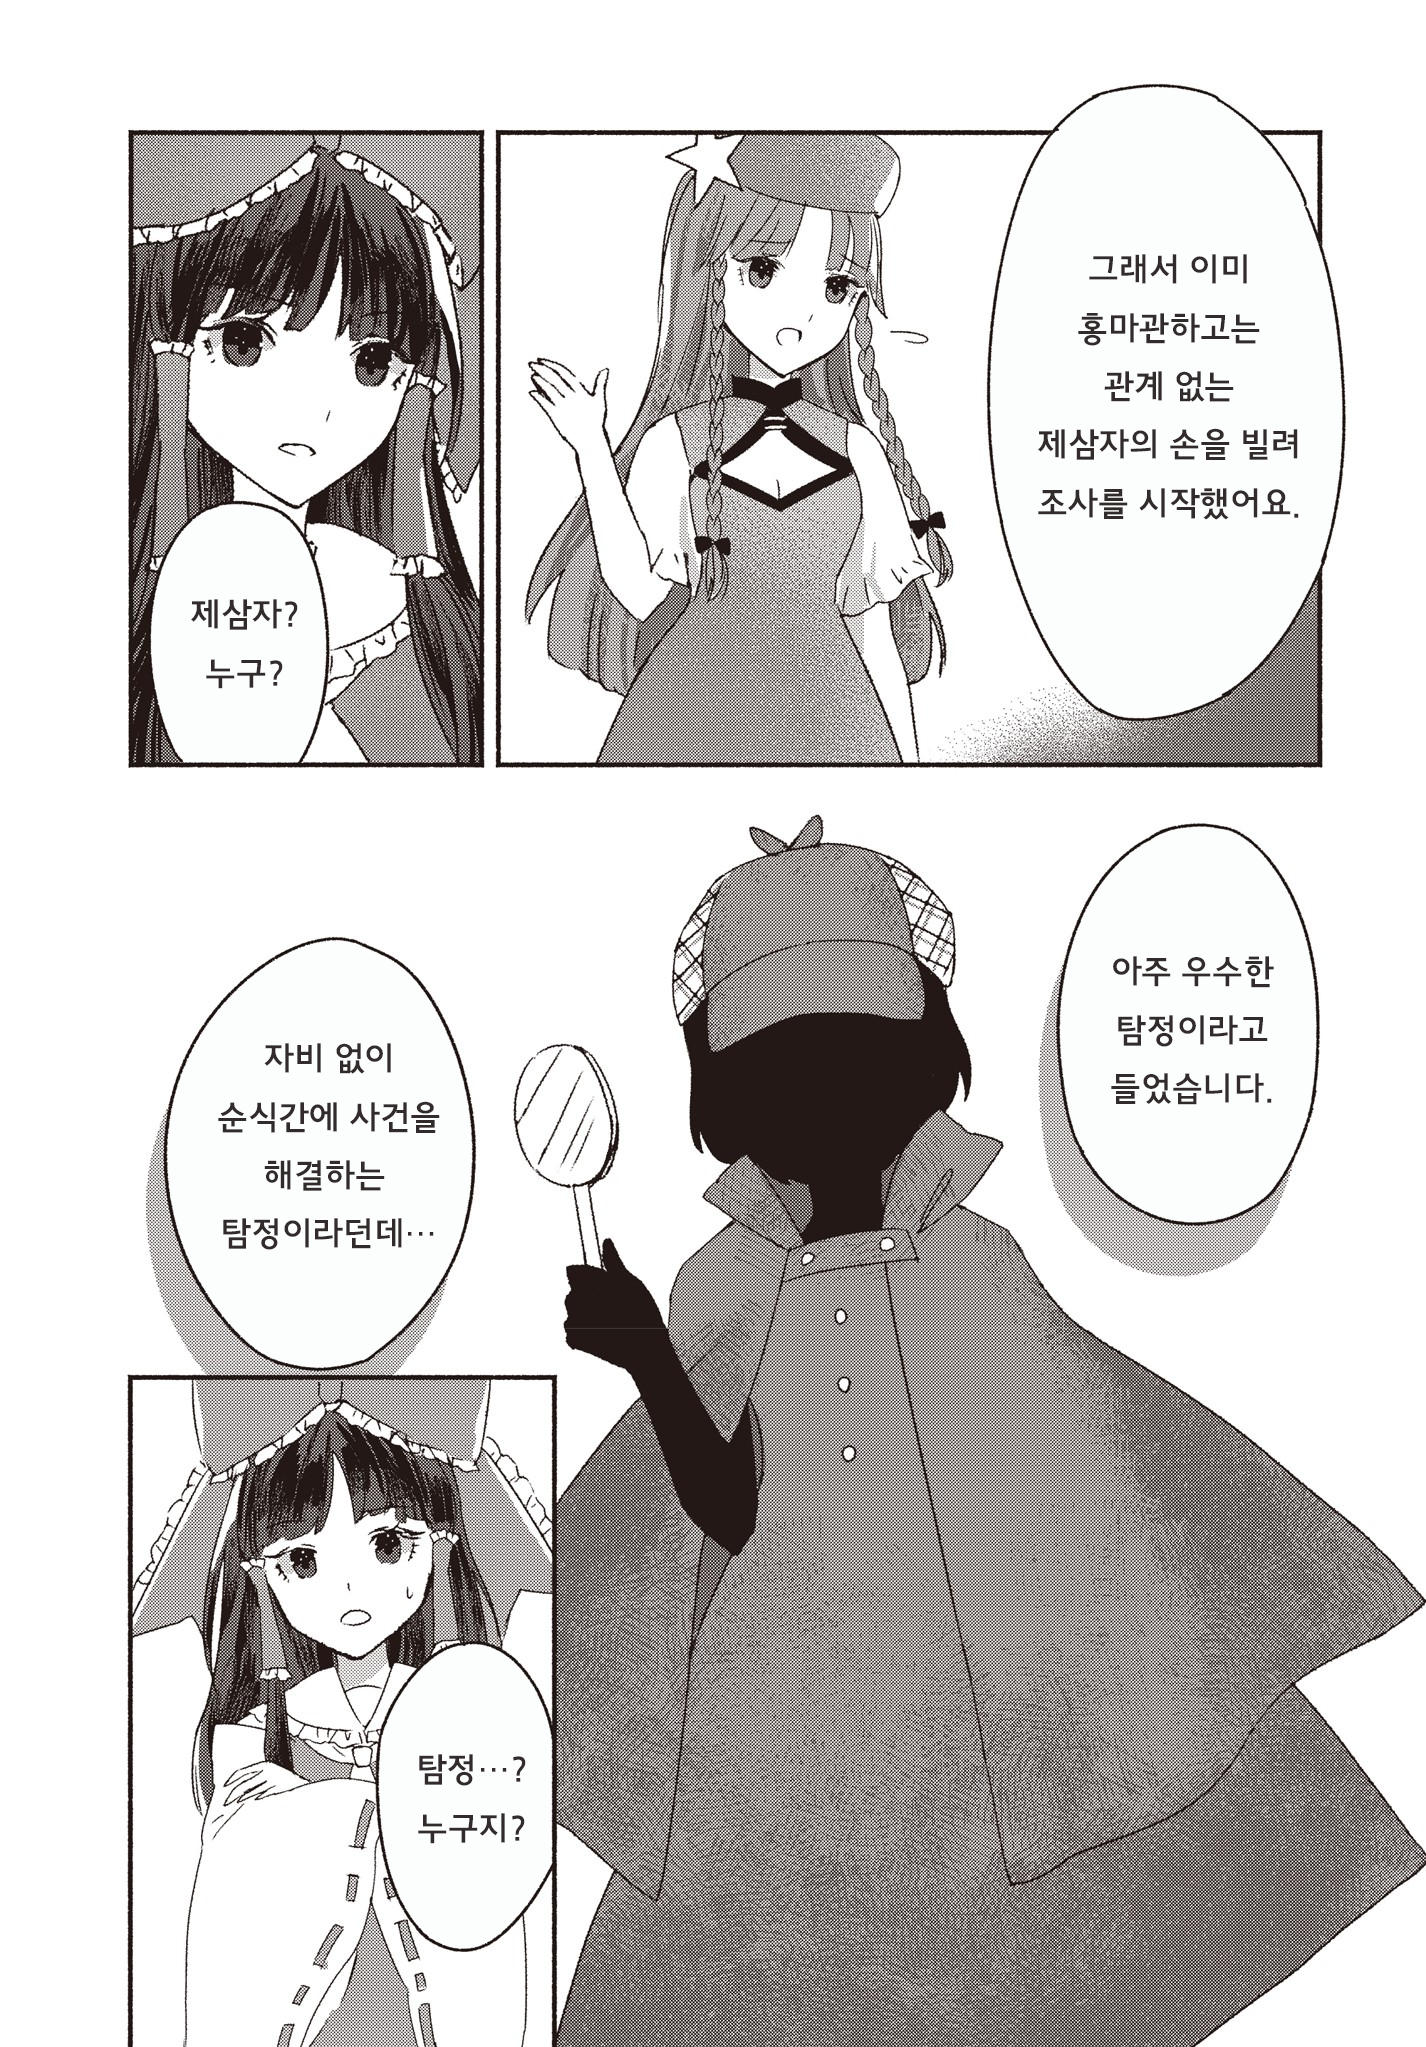 그래서 이미
홍마관하고는
관계 없는
제삼자의 손을 빌려
조사를 시작했어요.
제삼자?
누구?
아주 우수한
탐정이라고
들었습니다.
자비 없이
순식간에 사건을
해결하는
탐정이라던데…
탐정…?
누구지?